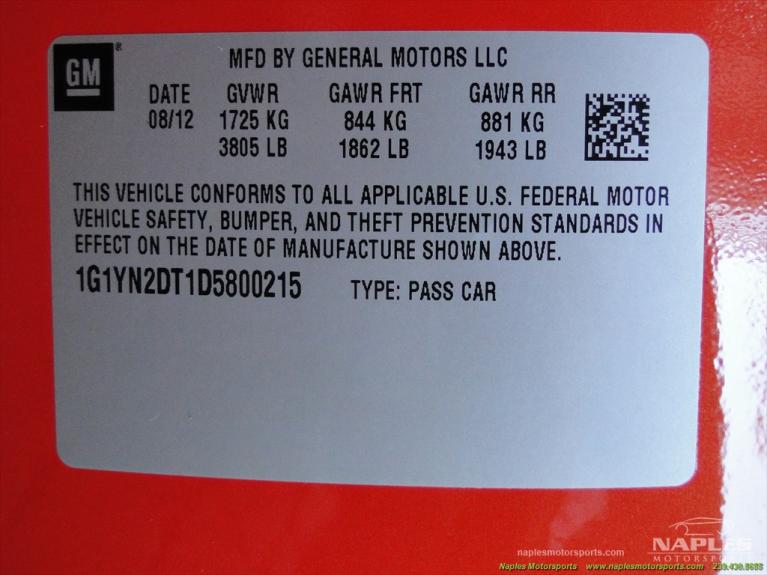 GM®
MFD BY GENERAL MOTORS LLC
DATE GVWR GAWR FRT GAWR RR
08/12 1725 KG 844 KG 881 KG
3805 LB 1862 LB 1943 LB
THIS VEHICLE CONFORMS TO ALL APPLICABLE U.S. FEDERAL MOTOR
VEHICLE SAFETY, BUMPER, AND THEFT PREVENTION STANDARDS IN
EFFECT ON THE DATE OF MANUFACTURE SHOWN ABOVE.
1G1YN2DT1D5800215 TYPE: PASS CAR
NAPLES
naplesmotorsports.com MOTORSPORTS
Naples Motorsports www.naplesmotorsports.com